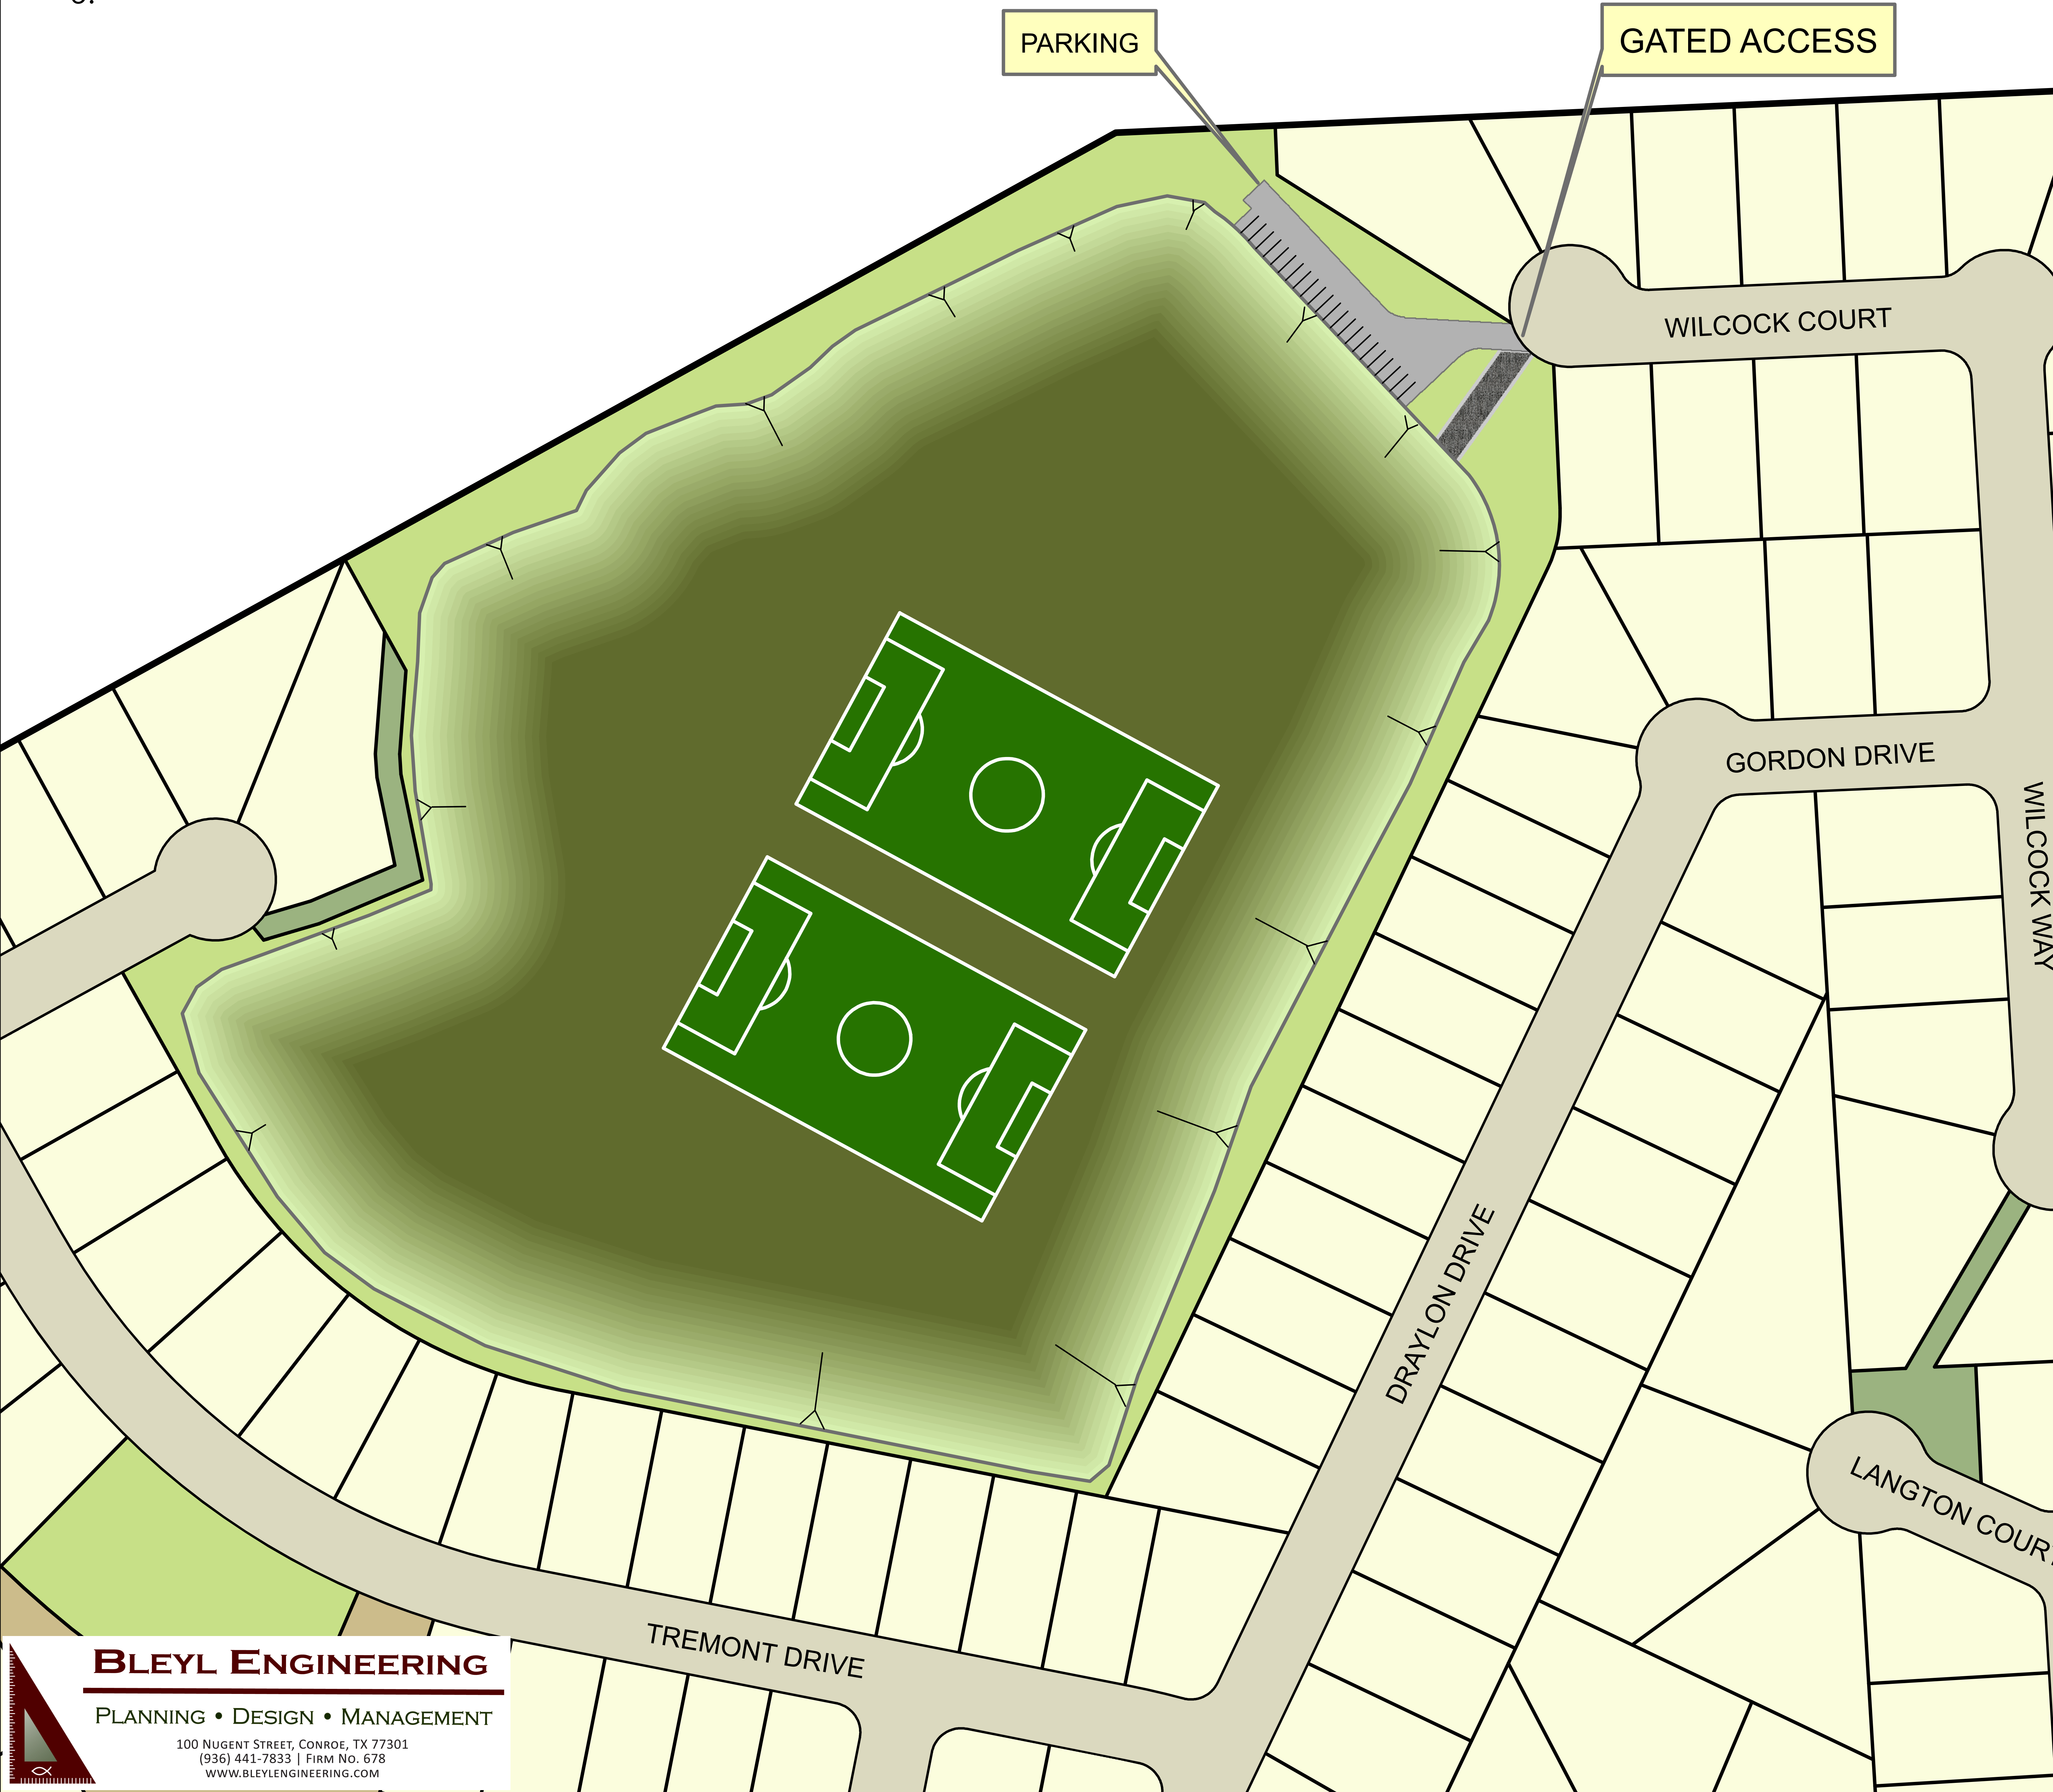 PARKING
GATED ACCESS
WILCOCK COURT
GORDON DRIVE
WILCOCK WAY
DRAYLON DRIVE
LANGTON COURT
TREMONT DRIVE
BLEYL ENGINEERING
PLANNING • DESIGN • MANAGEMENT
100 NUGENT STREET, CONROE, TX 77301
(936) 441-7833 | FIRM NO. 678
WWW.BLEYLENGINEERING.COM